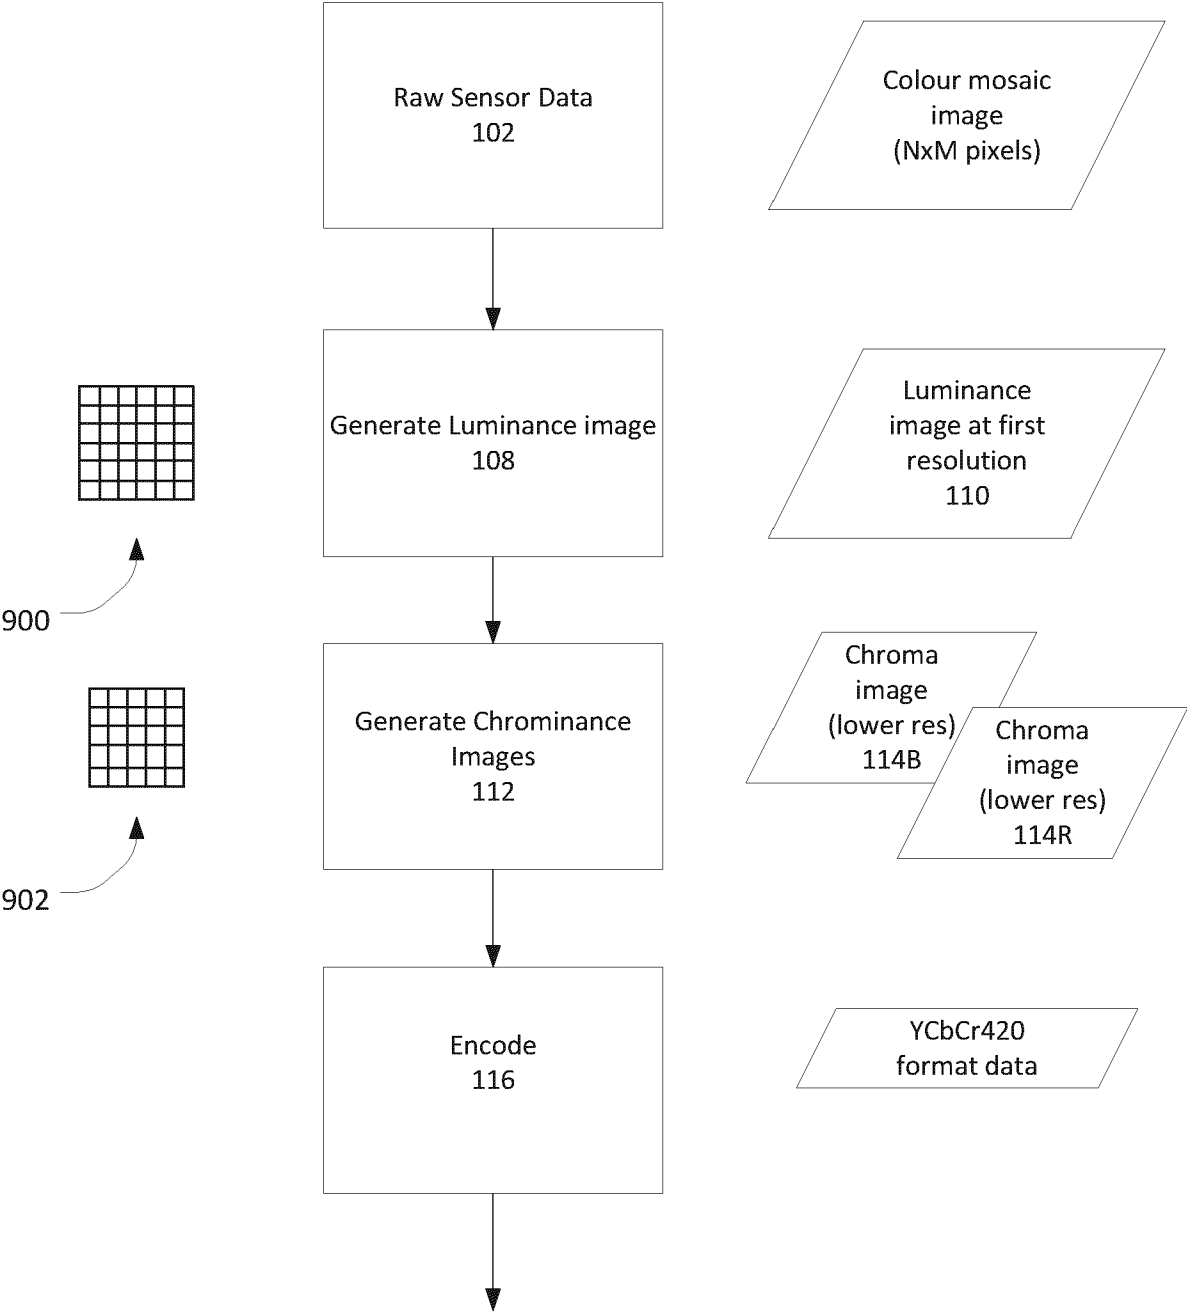 Raw Sensor Data
102
Colour mosaic
image
(NxM pixels)
Generate Luminance image
108
Luminance
image at first
resolution
110
900
Generate Chrominance
Images
112
Chroma
image
(lower res)
114B
Chroma
image
(lower res)
114R
902
Encode
116
YCbCr420
format data